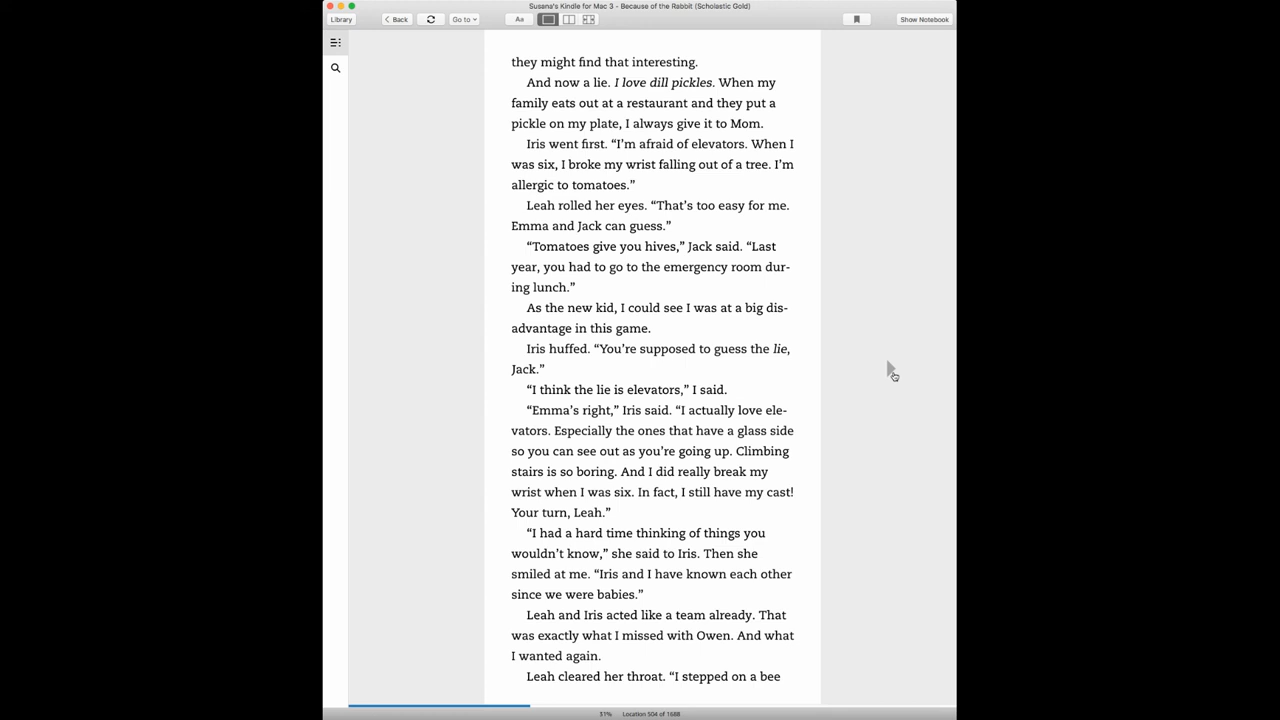 Susana's Kindle for Mac 3 - Because of the Rabbit (Scholastic Gold)
Library
Back
Go to
Aa
Show Notebook
they might find that interesting.
And now a lie. I love dill pickles. When my
family eats out at a restaurant and they put a
pickle on my plate, I always give it to Mom.
Iris went first. “I’m afraid of elevators. When I
was six, I broke my wrist falling out of a tree. I’m
allergic to tomatoes.”
Leah rolled her eyes. “That’s too easy for me.
Emma and Jack can guess.”
“Tomatoes give you hives,” Jack said. “Last
year, you had to go to the emergency room dur-
ing lunch.”
As the new kid, I could see I was at a big dis-
advantage in this game.
Iris huffed. “You’re supposed to guess the lie,
Jack.”
“I think the lie is elevators,” I said.
“Emma’s right,” Iris said. “I actually love ele-
vators. Especially the ones that have a glass side
so you can see out as you’re going up. Climbing
stairs is so boring. And I did really break my
wrist when I was six. In fact, I still have my cast!
Your turn, Leah.”
“I had a hard time thinking of things you
wouldn’t know,” she said to Iris. Then she
smiled at me. “Iris and I have known each other
since we were babies.”
Leah and Iris acted like a team already. That
was exactly what I missed with Owen. And what
I wanted again.
Leah cleared her throat. “I stepped on a bee
31% Location 504 of 1688